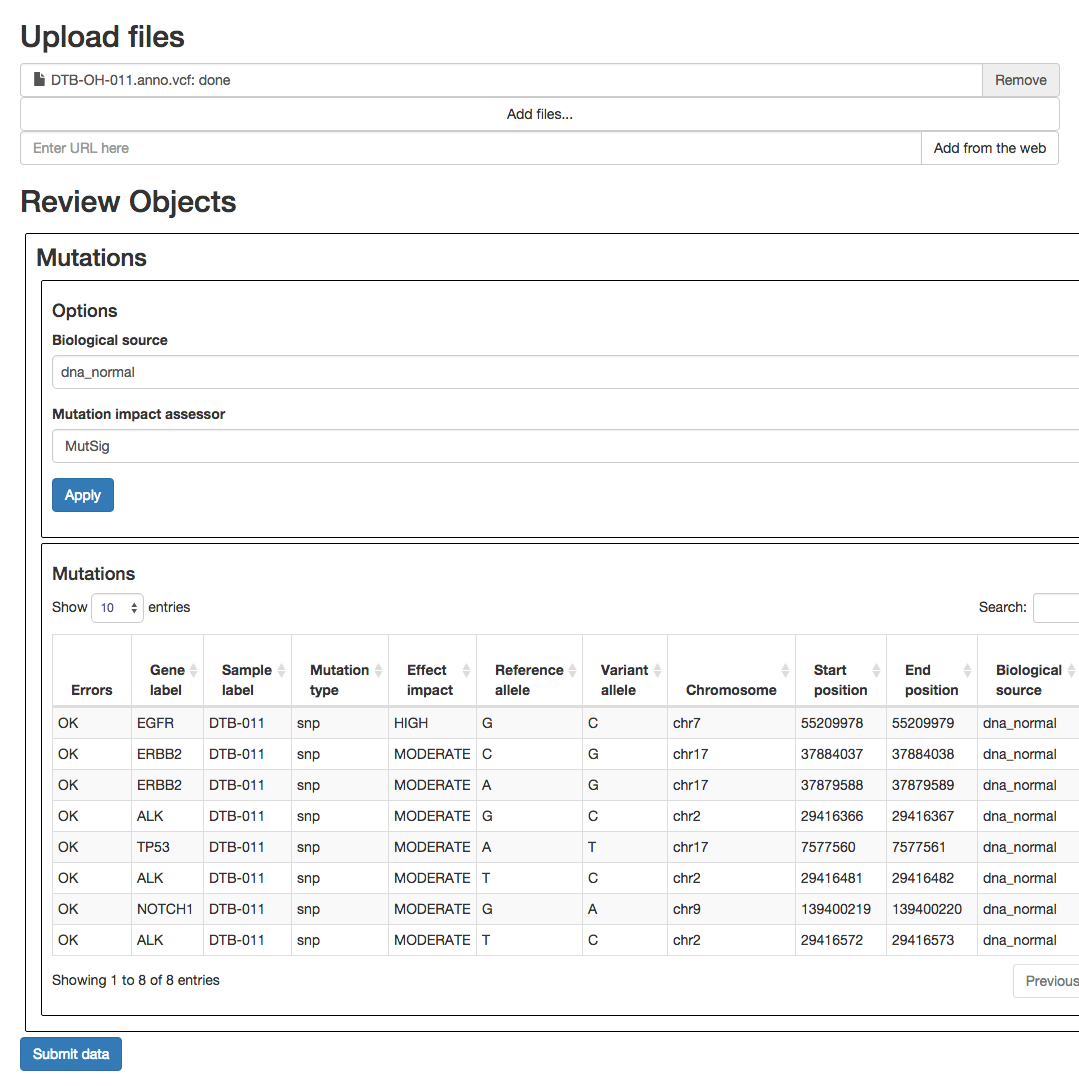 Upload files
DTB-OH-011.anno.vcf: done Remove
Add files...
Enter URL here Add from the web
Review Objects
Mutations
Options
Biological source
dna_normal
Mutation impact assessor
MutSig
Apply
Mutations
Show 10 entries Search:
Errors Gene label Sample label Mutation type Effect impact Reference allele Variant allele Chromosome Start position End position Biological source
OK EGFR DTB-011 snp HIGH G C chr7 55209978 55209979 dna_normal
OK ERBB2 DTB-011 snp MODERATE C G chr17 37884037 37884038 dna_normal
OK ERBB2 DTB-011 snp MODERATE A G chr17 37879588 37879589 dna_normal
OK ALK DTB-011 snp MODERATE G C chr2 29416366 29416367 dna_normal
OK TP53 DTB-011 snp MODERATE A T chr17 7577560 7577561 dna_normal
OK ALK DTB-011 snp MODERATE T C chr2 29416481 29416482 dna_normal
OK NOTCH1 DTB-011 snp MODERATE G A chr9 139400219 139400220 dna_normal
OK ALK DTB-011 snp MODERATE T C chr2 29416572 29416573 dna_normal
Showing 1 to 8 of 8 entries Previous
Submit data